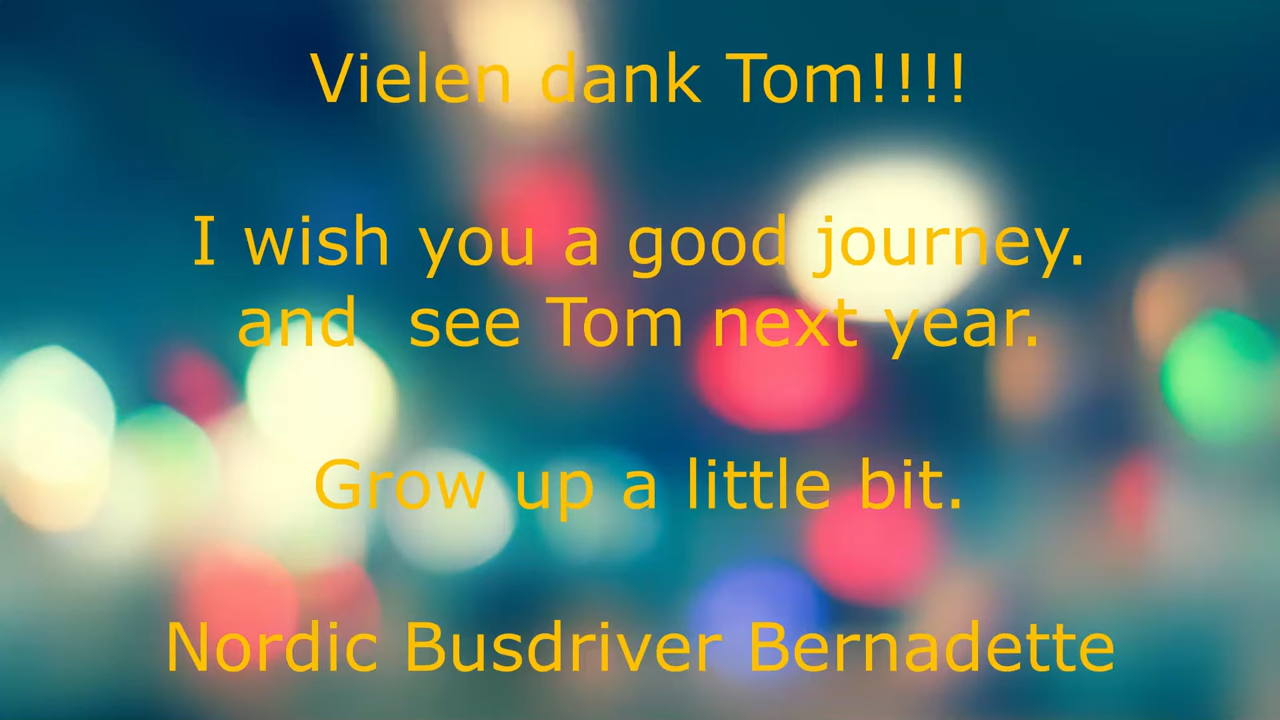 Vielen dank Tom!!!!
I wish you a good journey.
and  see Tom next year.
Grow up a little bit.
Nordic Busdriver Bernadette